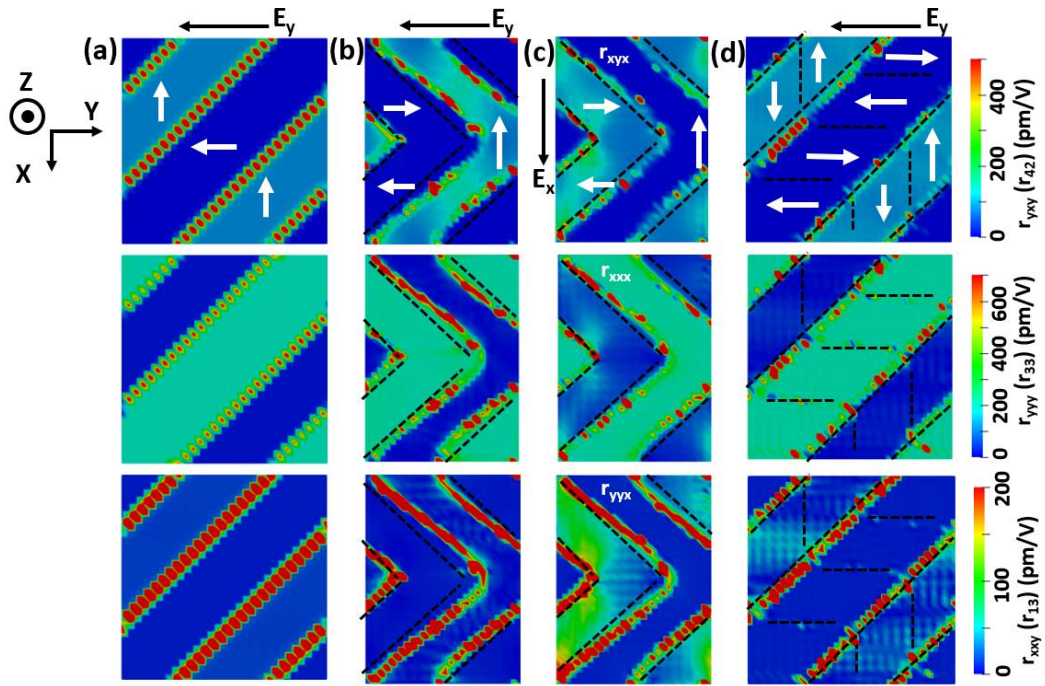 E_y
E_y
E_y
(a)
(b)
(c)
(d)
r_xyx
Z
Y
X
E_x
400
200
0
r_yxy (r_42) (pm/V)
r_xxx
600
400
200
0
r_yyy (r_33) (pm/V)
r_yyx
200
100
0
r_xxy (r_13) (pm/V)